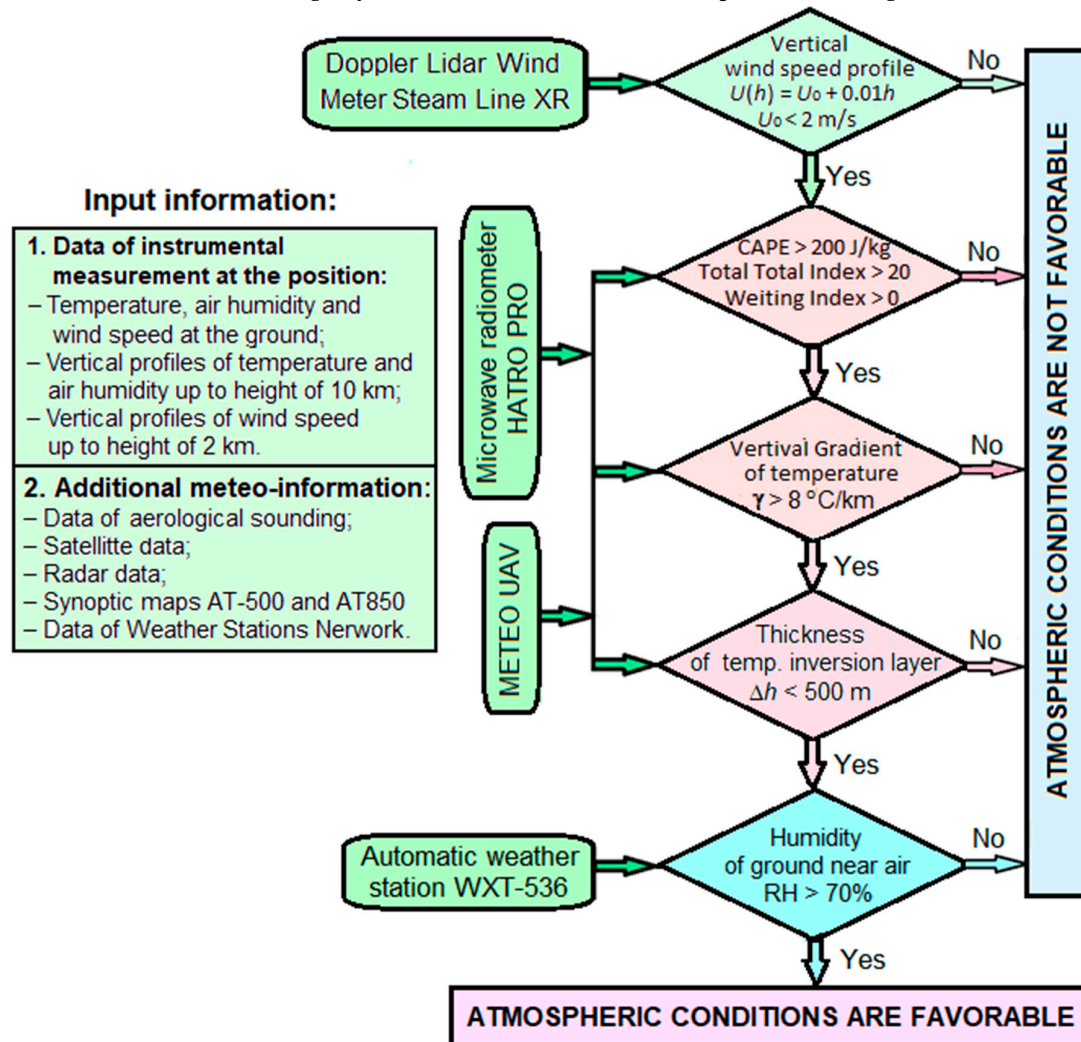 Doppler Lidar Wind
Meter Steam Line XR
Vertical
wind speed profile
U(h) = U₀ + 0.01h
U₀ < 2 m/s
No
Yes
Input information:
1. Data of instrumental
measurement at the position:
– Temperature, air humidity and
wind speed at the ground;
– Vertical profiles of temperature and
air humidity up to height of 10 km;
– Vertical profiles of wind speed
up to height of 2 km.
2. Additional meteo-information:
– Data of aerological sounding;
– Satellitte data;
– Radar data;
– Synoptic maps AT-500 and AT850
– Data of Weather Stations Nerwork.
Microwave radiometer
HATRO PRO
METEO UAV
CAPE > 200 J/kg
Total Total Index > 20
Weiting Index > 0
No
Yes
Vertival Gradient
of temperature
γ > 8 °C/km
No
Yes
Thickness
of temp. inversion layer
Δh < 500 m
No
Yes
Automatic weather
station WXT-536
Humidity
of ground near air
RH > 70%
No
Yes
ATMOSPHERIC CONDITIONS ARE NOT FAVORABLE
ATMOSPHERIC CONDITIONS ARE FAVORABLE